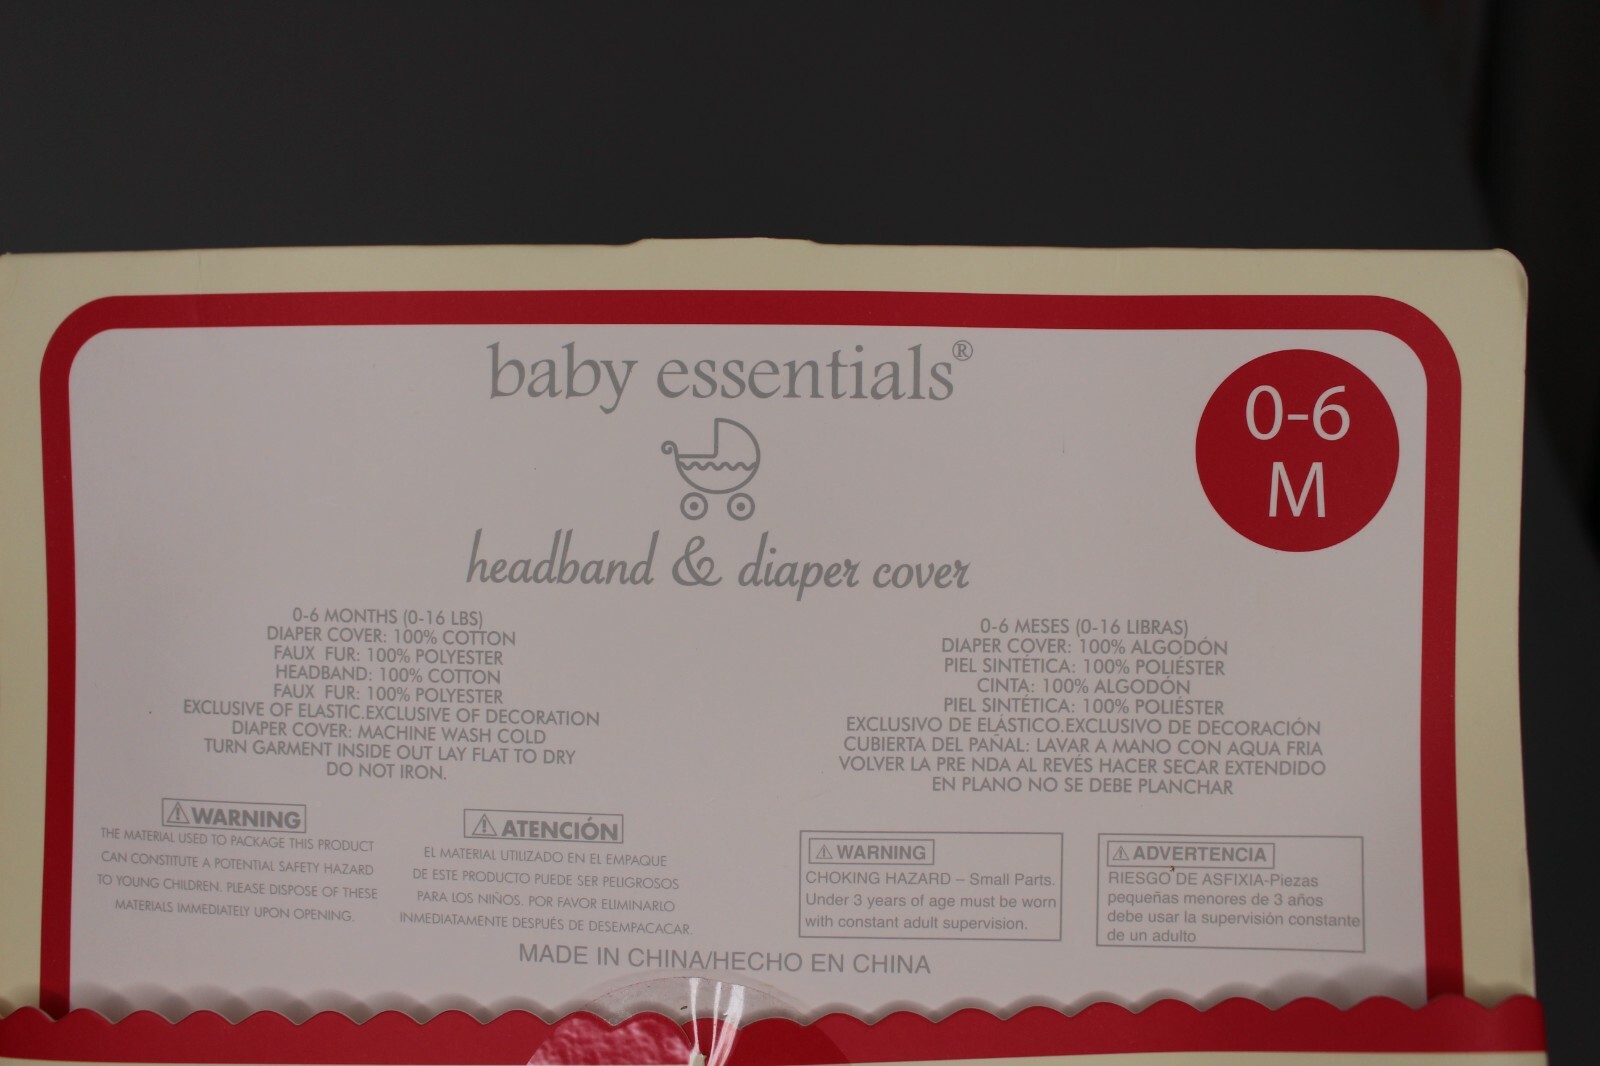 baby essentials®
0-6
M
headband & diaper cover
0-6 MONTHS (0-16 LBS)
DIAPER COVER: 100% COTTON
FAUX FUR: 100% POLYESTER
HEADBAND: 100% COTTON
FAUX FUR: 100% POLYESTER
EXCLUSIVE OF ELASTIC.EXCLUSIVE OF DECORATION
DIAPER COVER: MACHINE WASH COLD
TURN GARMENT INSIDE OUT LAY FLAT TO DRY
DO NOT IRON.
0-6 MESES (0-16 LIBRAS)
DIAPER COVER: 100% ALGODÓN
PIEL SINTÉTICA: 100% POLIÉSTER
CINTA: 100% ALGODÓN
PIEL SINTÉTICA: 100% POLIÉSTER
EXCLUSIVO DE ELÁSTICO.EXCLUSIVO DE DECORACIÓN
CUBIERTA DEL PAÑAL: LAVAR A MANO CON AQUA FRIA
VOLVER LA PRE NDA AL REVÉS HACER SECAR EXTENDIDO
EN PLANO NO SE DEBE PLANCHAR
⚠WARNING
THE MATERIAL USED TO PACKAGE THIS PRODUCT
CAN CONSTITUTE A POTENTIAL SAFETY HAZARD
TO YOUNG CHILDREN. PLEASE DISPOSE OF THESE
MATERIALS IMMEDIATELY UPON OPENING.
⚠ATENCIÓN
EL MATERIAL UTILIZADO EN EL EMPAQUE
DE ESTE PRODUCTO PUEDE SER PELIGROSOS
PARA LOS NIÑOS. POR FAVOR ELIMINARLO
INMEDIATAMENTE DESPUÉS DE DESEMPACACAR.
⚠WARNING
CHOKING HAZARD – Small Parts.
Under 3 years of age must be worn
with constant adult supervision.
⚠ADVERTENCIA
RIESGO DE ASFIXIA-Piezas
pequeñas menores de 3 años
debe usar la supervisión constante
de un adulto
MADE IN CHINA/HECHO EN CHINA